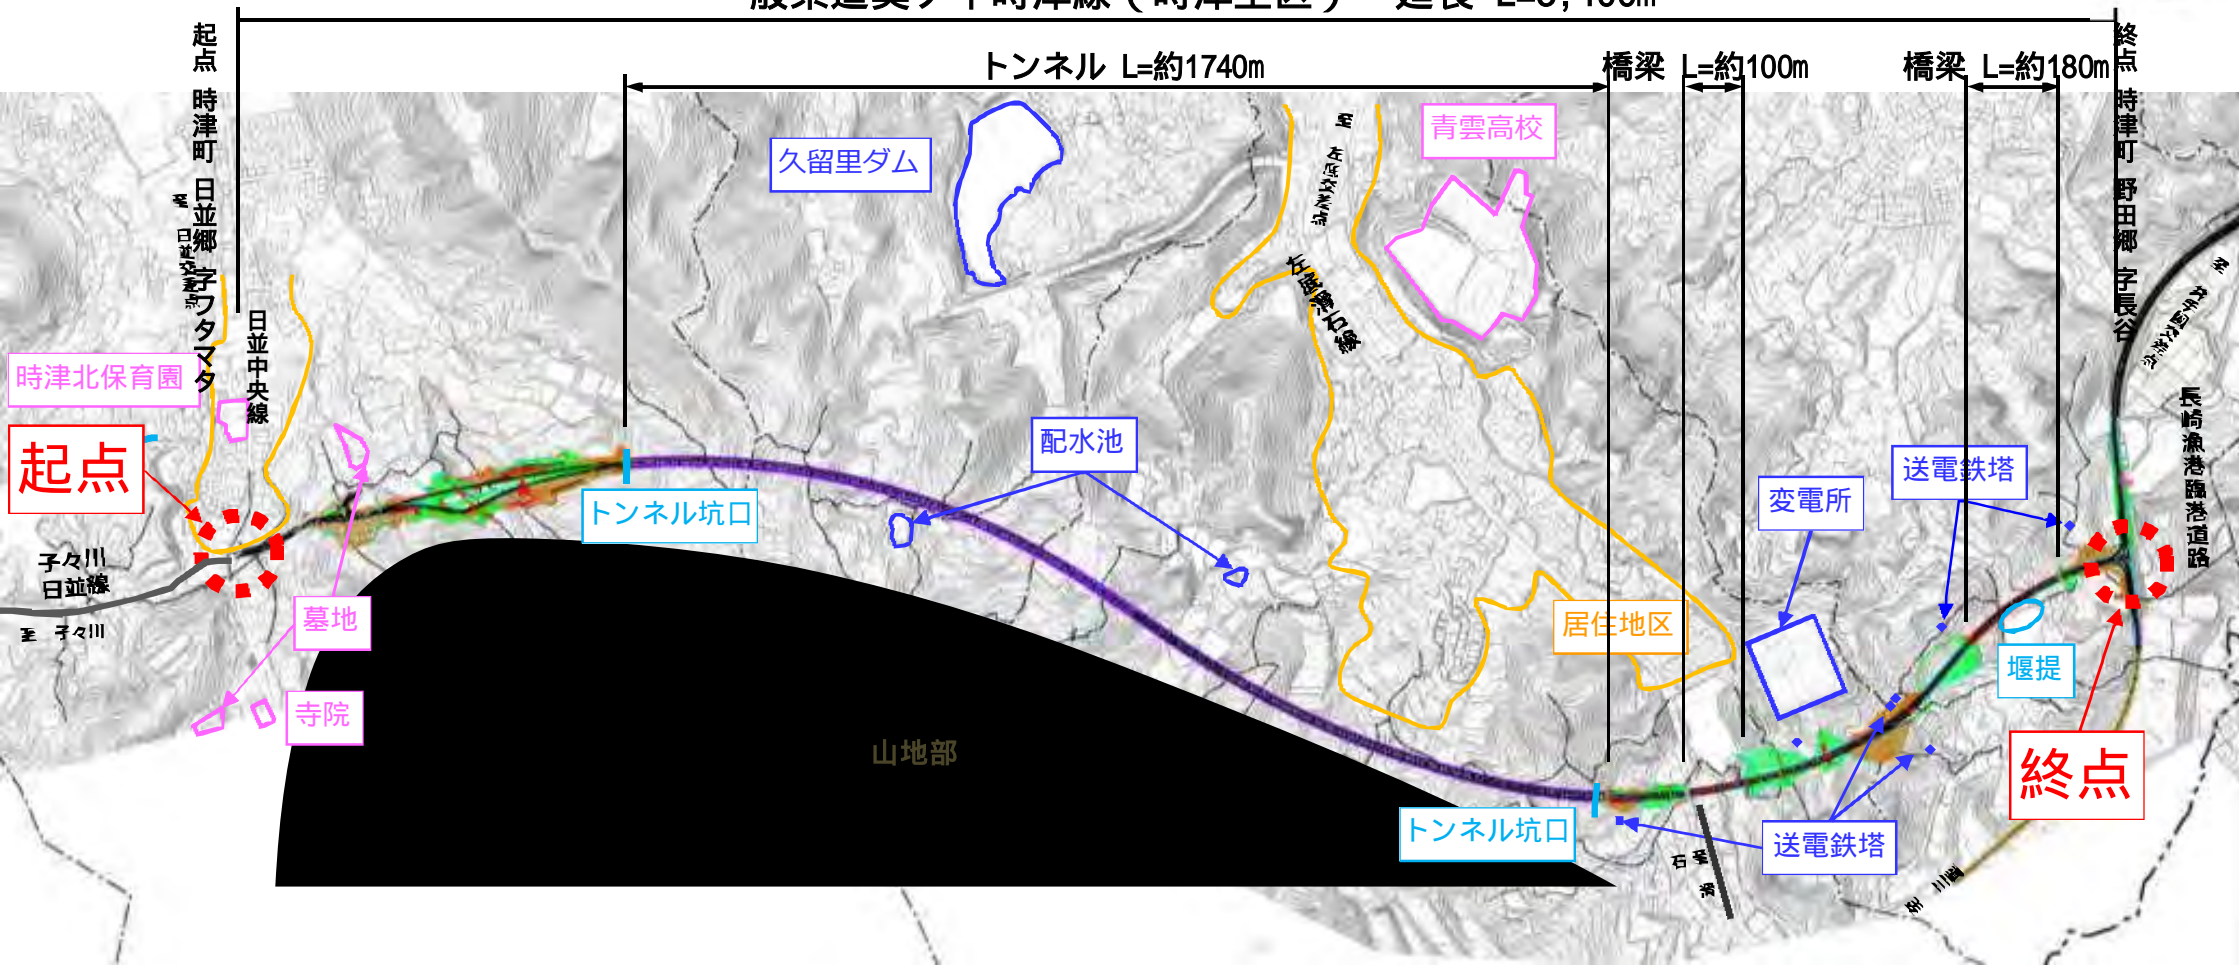 トンネル L=約1740m
橋梁 L=約100m
橋梁 L=約180m
起点 時津町 日並郷 字フタマタ
終点 時津町 野田郷 字長谷
久留里ダム
青雲高校
左底滑石線
日並中央線
時津北保育園
起点
長崎漁港臨港道路
配水池
送電鉄塔
変電所
トンネル坑口
子々川
日並線
至 子々川
墓地
居住地区
堰提
寺院
山地部
終点
トンネル坑口
送電鉄塔